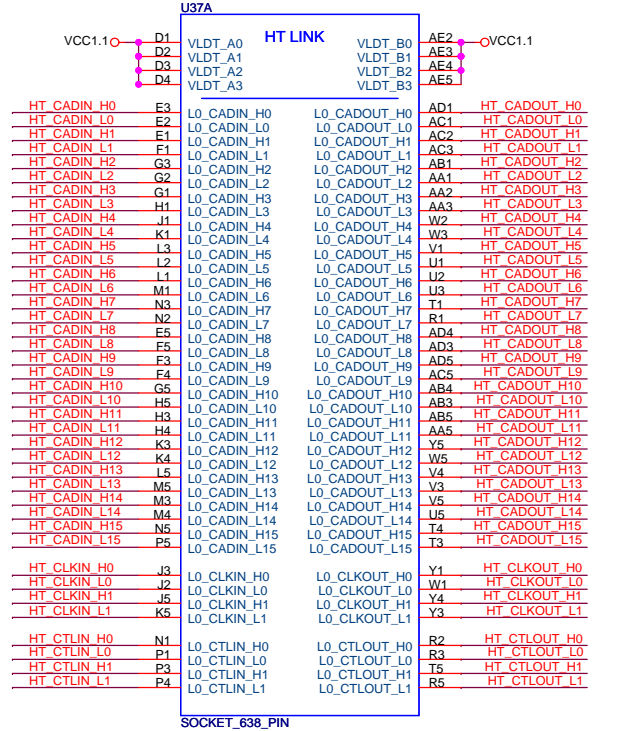 U37A
HT LINK
VCC1.1 D1 VLDT_A0 VLDT_B0 AE2 VCC1.1
D2 VLDT_A1 VLDT_B1 AE3
D3 VLDT_A2 VLDT_B2 AE4
D4 VLDT_A3 VLDT_B3 AE5
HT_CADIN_H0 E3 L0_CADIN_H0 L0_CADOUT_H0 AD1 HT_CADOUT_H0
HT_CADIN_L0 E2 L0_CADIN_L0 L0_CADOUT_L0 AC1 HT_CADOUT_L0
HT_CADIN_H1 E1 L0_CADIN_H1 L0_CADOUT_H1 AC2 HT_CADOUT_H1
HT_CADIN_L1 F1 L0_CADIN_L1 L0_CADOUT_L1 AC3 HT_CADOUT_L1
HT_CADIN_H2 G3 L0_CADIN_H2 L0_CADOUT_H2 AB1 HT_CADOUT_H2
HT_CADIN_L2 G2 L0_CADIN_L2 L0_CADOUT_L2 AA1 HT_CADOUT_L2
HT_CADIN_H3 G1 L0_CADIN_H3 L0_CADOUT_H3 AA2 HT_CADOUT_H3
HT_CADIN_L3 H1 L0_CADIN_L3 L0_CADOUT_L3 AA3 HT_CADOUT_L3
HT_CADIN_H4 J1 L0_CADIN_H4 L0_CADOUT_H4 W2 HT_CADOUT_H4
HT_CADIN_L4 K1 L0_CADIN_L4 L0_CADOUT_L4 W3 HT_CADOUT_L4
HT_CADIN_H5 L3 L0_CADIN_H5 L0_CADOUT_H5 V1 HT_CADOUT_H5
HT_CADIN_L5 L2 L0_CADIN_L5 L0_CADOUT_L5 U1 HT_CADOUT_L5
HT_CADIN_H6 L1 L0_CADIN_H6 L0_CADOUT_H6 U2 HT_CADOUT_H6
HT_CADIN_L6 M1 L0_CADIN_L6 L0_CADOUT_L6 U3 HT_CADOUT_L6
HT_CADIN_H7 N3 L0_CADIN_H7 L0_CADOUT_H7 T1 HT_CADOUT_H7
HT_CADIN_L7 N2 L0_CADIN_L7 L0_CADOUT_L7 R1 HT_CADOUT_L7
HT_CADIN_H8 E5 L0_CADIN_H8 L0_CADOUT_H8 AD4 HT_CADOUT_H8
HT_CADIN_L8 F5 L0_CADIN_L8 L0_CADOUT_L8 AD3 HT_CADOUT_L8
HT_CADIN_H9 F3 L0_CADIN_H9 L0_CADOUT_H9 AD5 HT_CADOUT_H9
HT_CADIN_L9 F4 L0_CADIN_L9 L0_CADOUT_L9 AC5 HT_CADOUT_L9
HT_CADIN_H10 G5 L0_CADIN_H10 L0_CADOUT_H10 AB4 HT_CADOUT_H10
HT_CADIN_L10 H5 L0_CADIN_L10 L0_CADOUT_L10 AB3 HT_CADOUT_L10
HT_CADIN_H11 H3 L0_CADIN_H11 L0_CADOUT_H11 AB5 HT_CADOUT_H11
HT_CADIN_L11 H4 L0_CADIN_L11 L0_CADOUT_L11 AA5 HT_CADOUT_L11
HT_CADIN_H12 K3 L0_CADIN_H12 L0_CADOUT_H12 Y5 HT_CADOUT_H12
HT_CADIN_L12 K4 L0_CADIN_L12 L0_CADOUT_L12 W5 HT_CADOUT_L12
HT_CADIN_H13 L5 L0_CADIN_H13 L0_CADOUT_H13 V4 HT_CADOUT_H13
HT_CADIN_L13 M5 L0_CADIN_L13 L0_CADOUT_L13 V3 HT_CADOUT_L13
HT_CADIN_H14 M3 L0_CADIN_H14 L0_CADOUT_H14 V5 HT_CADOUT_H14
HT_CADIN_L14 M4 L0_CADIN_L14 L0_CADOUT_L14 U5 HT_CADOUT_L14
HT_CADIN_H15 N5 L0_CADIN_H15 L0_CADOUT_H15 T4 HT_CADOUT_H15
HT_CADIN_L15 P5 L0_CADIN_L15 L0_CADOUT_L15 T3 HT_CADOUT_L15
HT_CLKIN_H0 J3 L0_CLKIN_H0 L0_CLKOUT_H0 Y1 HT_CLKOUT_H0
HT_CLKIN_L0 J2 L0_CLKIN_L0 L0_CLKOUT_L0 W1 HT_CLKOUT_L0
HT_CLKIN_H1 J5 L0_CLKIN_H1 L0_CLKOUT_H1 Y4 HT_CLKOUT_H1
HT_CLKIN_L1 K5 L0_CLKIN_L1 L0_CLKOUT_L1 Y3 HT_CLKOUT_L1
HT_CTLIN_H0 N1 L0_CTLIN_H0 L0_CTLOUT_H0 R2 HT_CTLOUT_H0
HT_CTLIN_L0 P1 L0_CTLIN_L0 L0_CTLOUT_L0 R3 HT_CTLOUT_L0
HT_CTLIN_H1 P3 L0_CTLIN_H1 L0_CTLOUT_H1 T5 HT_CTLOUT_H1
HT_CTLIN_L1 P4 L0_CTLIN_L1 L0_CTLOUT_L1 R5 HT_CTLOUT_L1
SOCKET_638_PIN